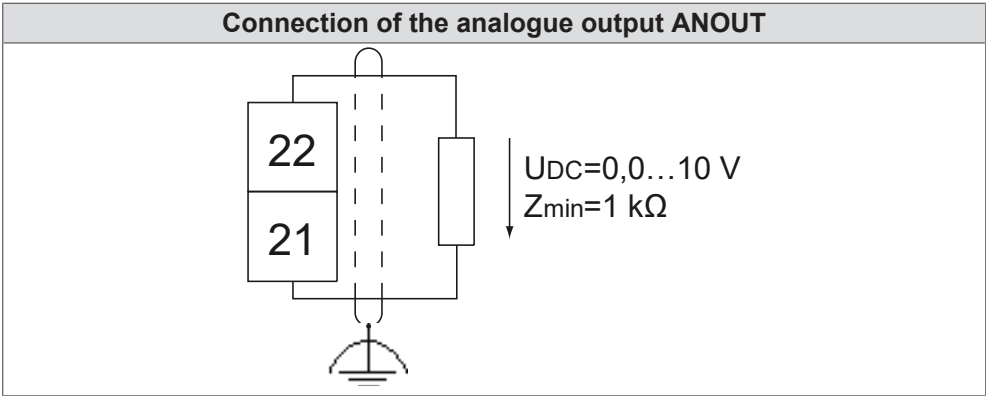 Connection of the analogue output ANOUT
22
21
UDC=0,0…10 V
Zmin=1 kΩ